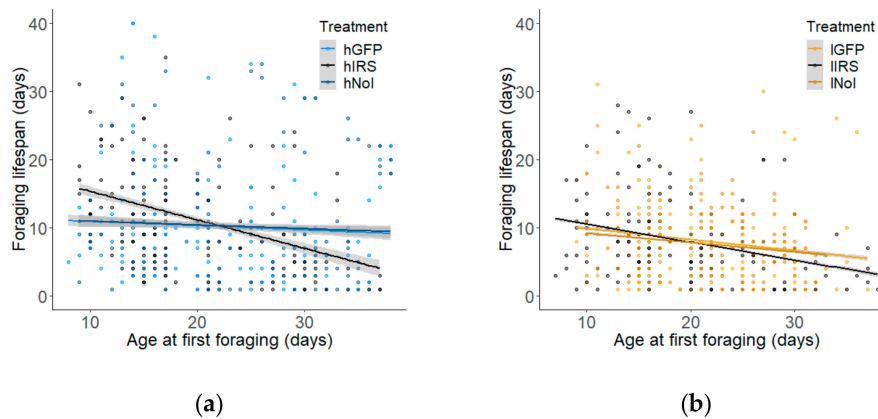 40
30
20
10
0
10
20
30
Foraging lifespan (days)
Age at first foraging (days)
Treatment
hGFP
hIRS
hNoI
(a)
40
30
20
10
0
10
20
30
Foraging lifespan (days)
Age at first foraging (days)
Treatment
lGFP
lIRS
lNoI
(b)